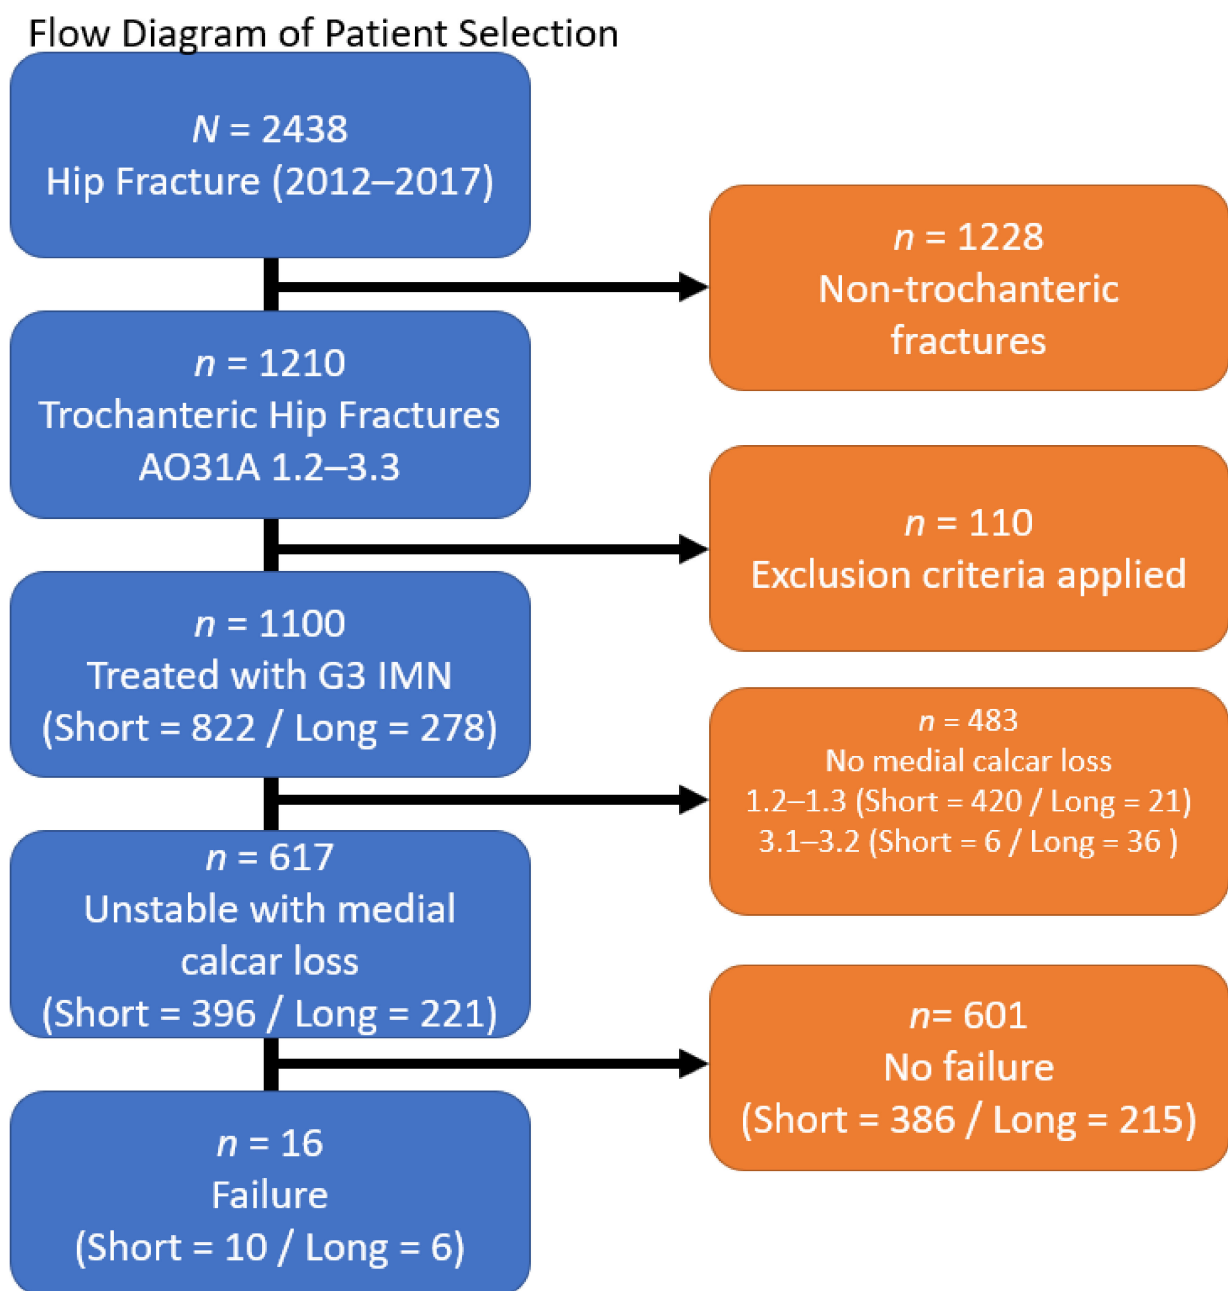 Flow Diagram of Patient Selection
N = 2438
Hip Fracture (2012–2017)
n = 1228
Non-trochanteric
fractures
n = 1210
Trochanteric Hip Fractures
AO31A 1.2–3.3
n = 110
Exclusion criteria applied
n = 1100
Treated with G3 IMN
(Short = 822 / Long = 278)
n = 483
No medial calcar loss
1.2–1.3 (Short = 420 / Long = 21)
3.1–3.2 (Short = 6 / Long = 36 )
n = 617
Unstable with medial
calcar loss
(Short = 396 / Long = 221)
n= 601
No failure
(Short = 386 / Long = 215)
n = 16
Failure
(Short = 10 / Long = 6)